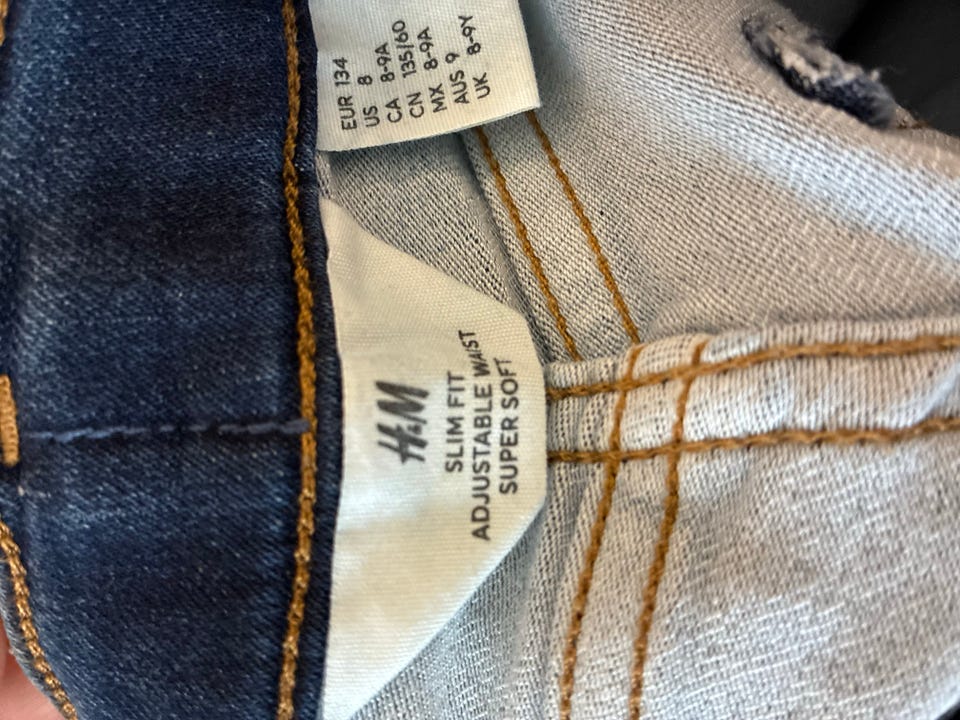 EUR 134
US 8
CA 8-9A
CN 135/60
MX 8-9A
AUS 9
UK 8-9Y
H&M
SLIM FIT
ADJUSTABLE WAIST
SUPER SOFT